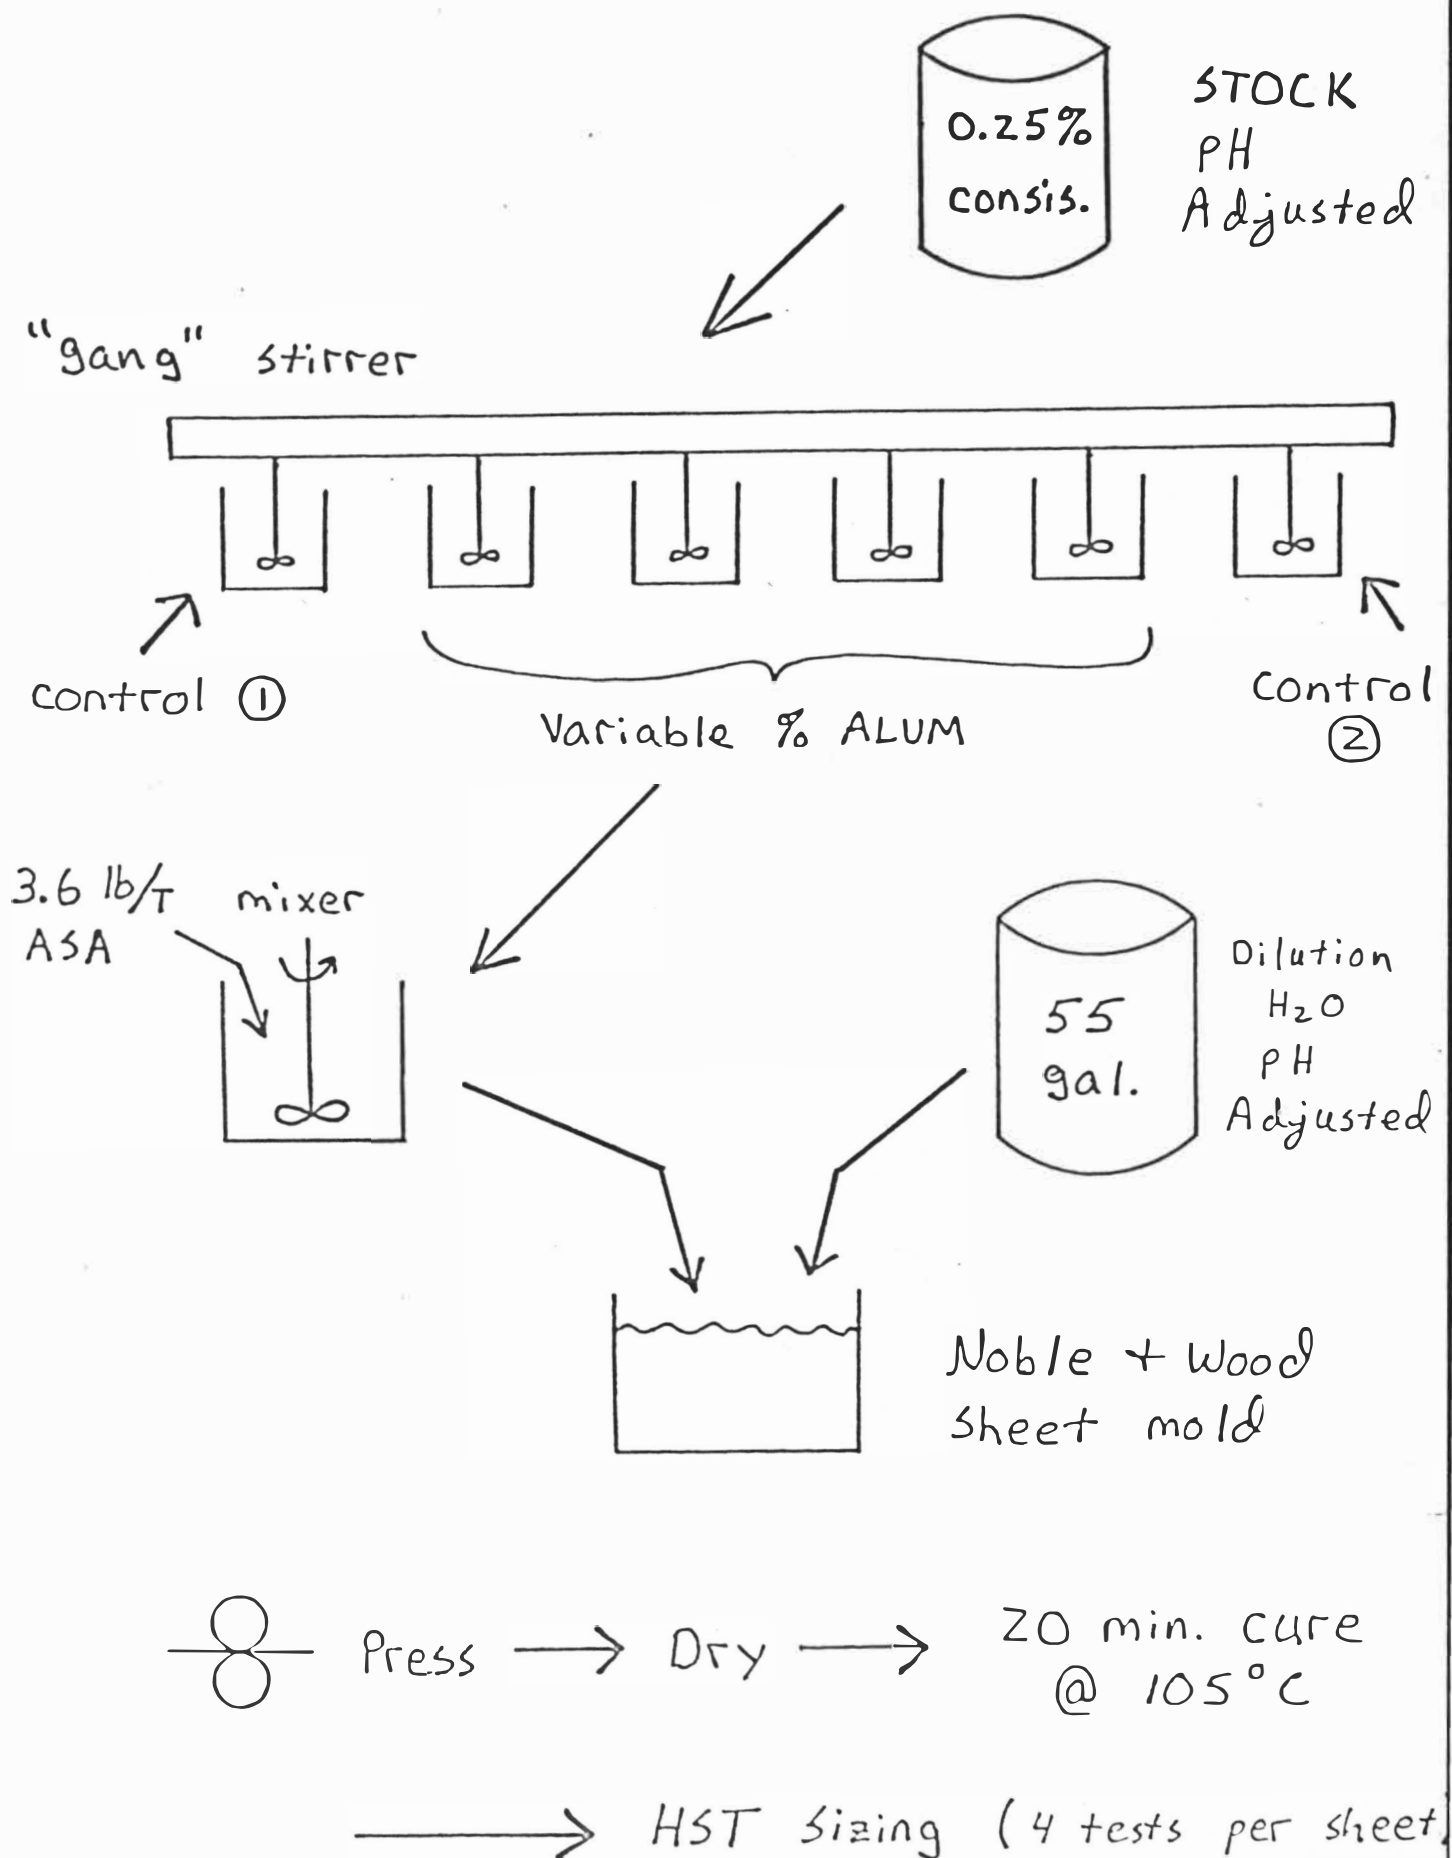 0.25%
consis.
STOCK
pH
Adjusted
"gang" stirrer
control ①
Variable % ALUM
control
②
3.6 lb/T
ASA
mixer
55
gal.
Dilution
H₂O
pH
Adjusted
Noble + Wood
sheet mold
Press → Dry → 20 min. cure
@ 105°C
→ HST Sizing (4 tests per sheet)